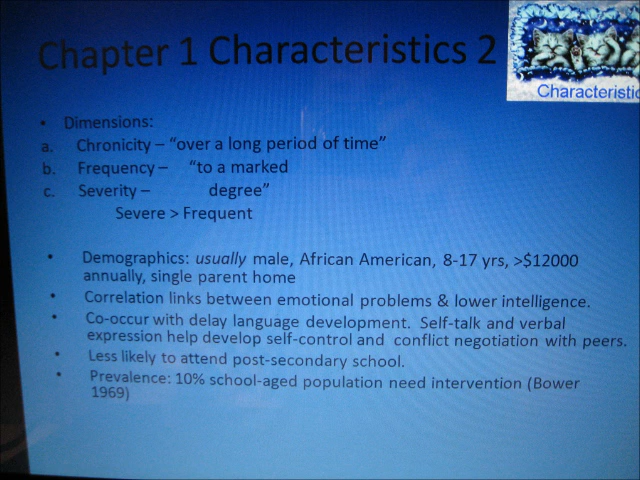 Chapter 1 Characteristics 2
Characteristic
• Dimensions:
a. Chronicity – “over a long period of time”
b. Frequency – “to a marked
c. Severity – degree”
Severe > Frequent
• Demographics: usually male, African American, 8-17 yrs, >$12000
annually, single parent home
• Correlation links between emotional problems & lower intelligence.
• Co-occur with delay language development. Self-talk and verbal
expression help develop self-control and conflict negotiation with peers.
• Less likely to attend post-secondary school.
• Prevalence: 10% school-aged population need intervention (Bower
1969)